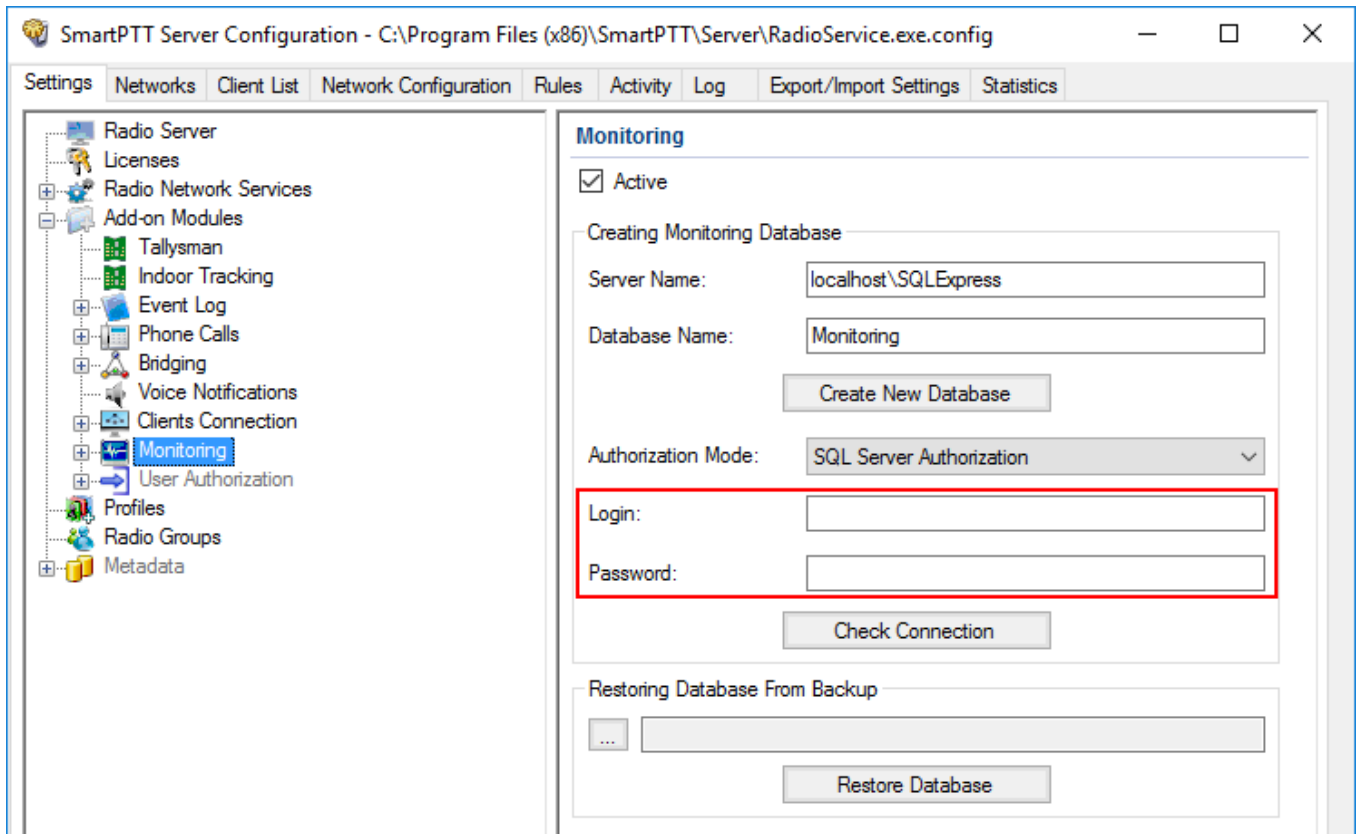 SmartPTT Server Configuration - C:\Program Files (x86)\SmartPTT\Server\RadioService.exe.config
Settings Networks Client List Network Configuration Rules Activity Log Export/Import Settings Statistics
Radio Server
Licenses
Radio Network Services
Add-on Modules
Tallysman
Indoor Tracking
Event Log
Phone Calls
Bridging
Voice Notifications
Clients Connection
Monitoring
User Authorization
Profiles
Radio Groups
Metadata
Monitoring
Active
Creating Monitoring Database
Server Name: localhost\SQLExpress
Database Name: Monitoring
Create New Database
Authorization Mode: SQL Server Authorization
Login:
Password:
Check Connection
Restoring Database From Backup
...
Restore Database